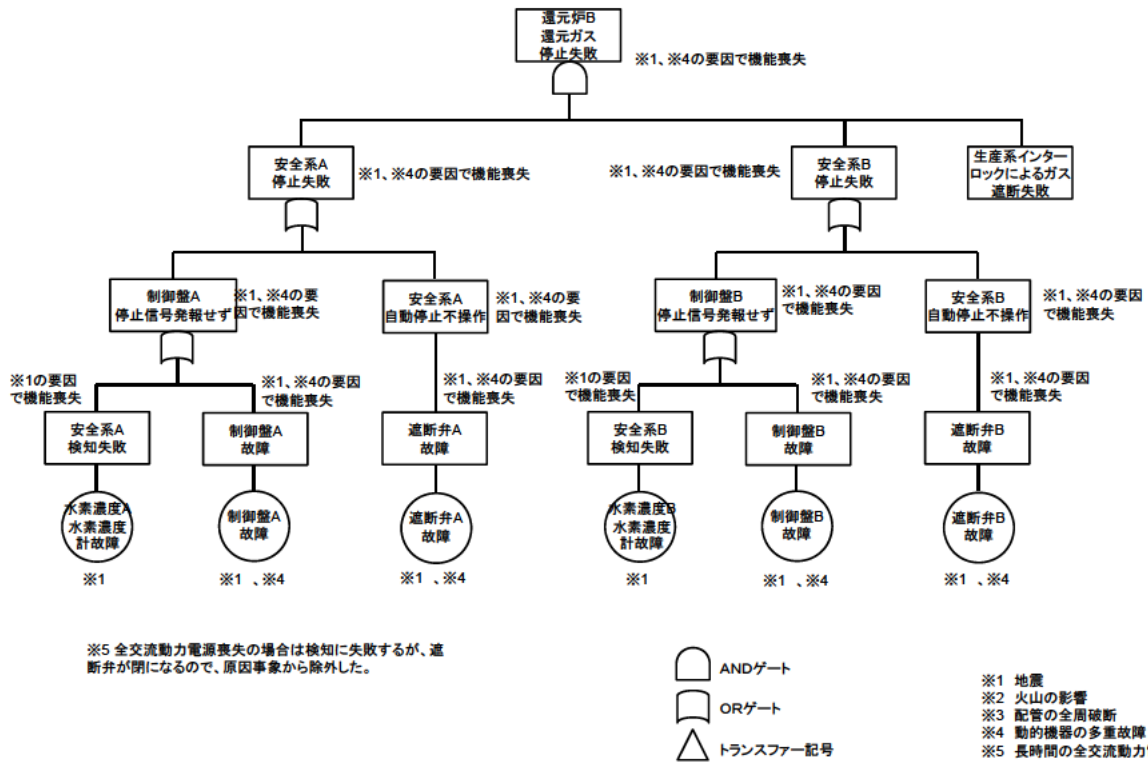 還元炉B
還元ガス
停止失敗
※1、※4の要因で機能喪失
安全系A
停止失敗
※1、※4の要因で機能喪失
※1、※4の要因で機能喪失
安全系B
停止失敗
生産系インター
ロックによるガス
遮断失敗
制御盤A
停止信号発報せず
※1、※4の要
因で機能喪失
安全系A
自動停止不操作
※1、※4の要
因で機能喪失
制御盤B
停止信号発報せず
※1、※4の要因
で機能喪失
安全系B
自動停止不操作
※1、※4の要因
で機能喪失
※1の要因
で機能喪失
※1、※4の要因
で機能喪失
※1、※4の要因
で機能喪失
※1の要因
で機能喪失
※1、※4の要因
で機能喪失
※1、※4の要因
で機能喪失
安全系A
検知失敗
制御盤A
故障
遮断弁A
故障
安全系B
検知失敗
制御盤B
故障
遮断弁B
故障
水素濃度A
水素濃度
計故障
制御盤A
故障
遮断弁A
故障
水素濃度B
水素濃度
計故障
制御盤B
故障
遮断弁B
故障
※1
※1 、※4
※1 、※4
※1
※1 、※4
※1 、※4
※5 全交流動力電源喪失の場合は検知に失敗するが、遮
断弁が閉になるので、原因事象から除外した。
ANDゲート
ORゲート
トランスファー記号
※1 地震
※2 火山の影響
※3 配管の全周破断
※4 動的機器の多重故障
※5 長時間の全交流動力